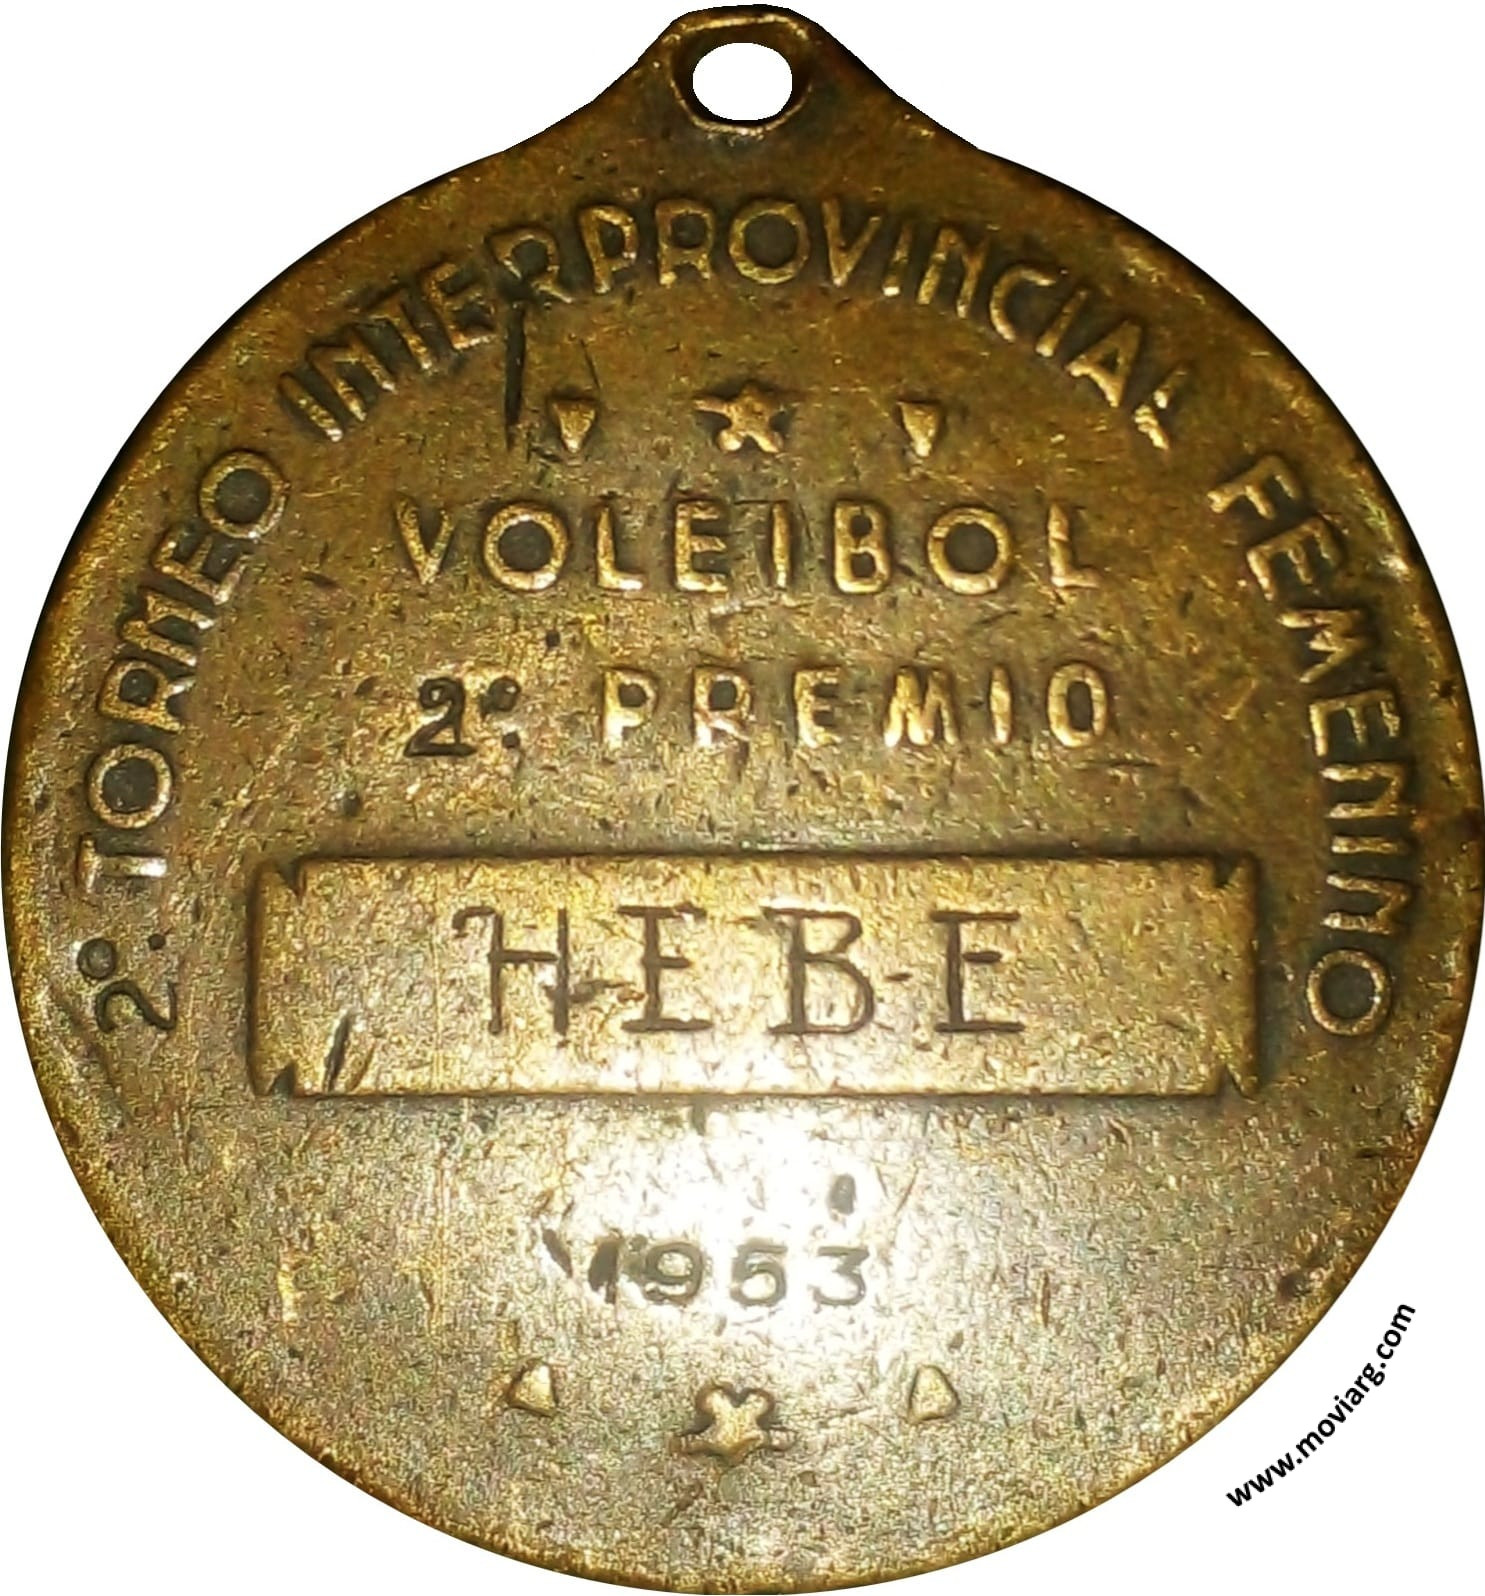 2º. TORNEO INTERPROVINCIAL FEMENINO
VOLEIBOL
2º. PREMIO
HEBE
1953
www.moviarg.com